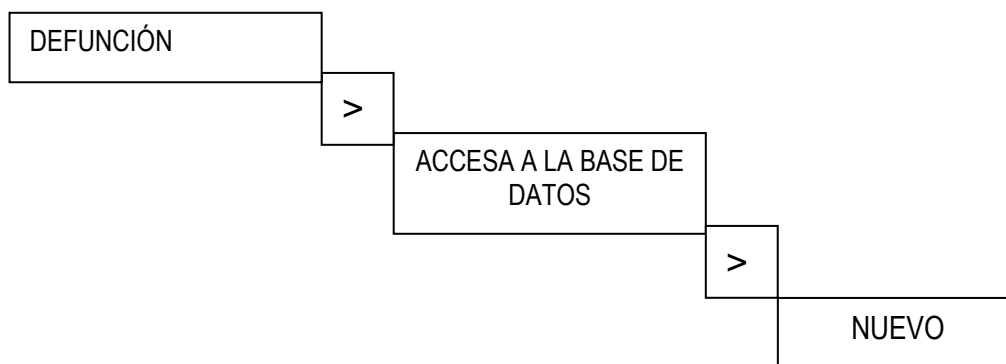 DEFUNCIÓN
>
ACCESA A LA BASE DE
DATOS
>
NUEVO